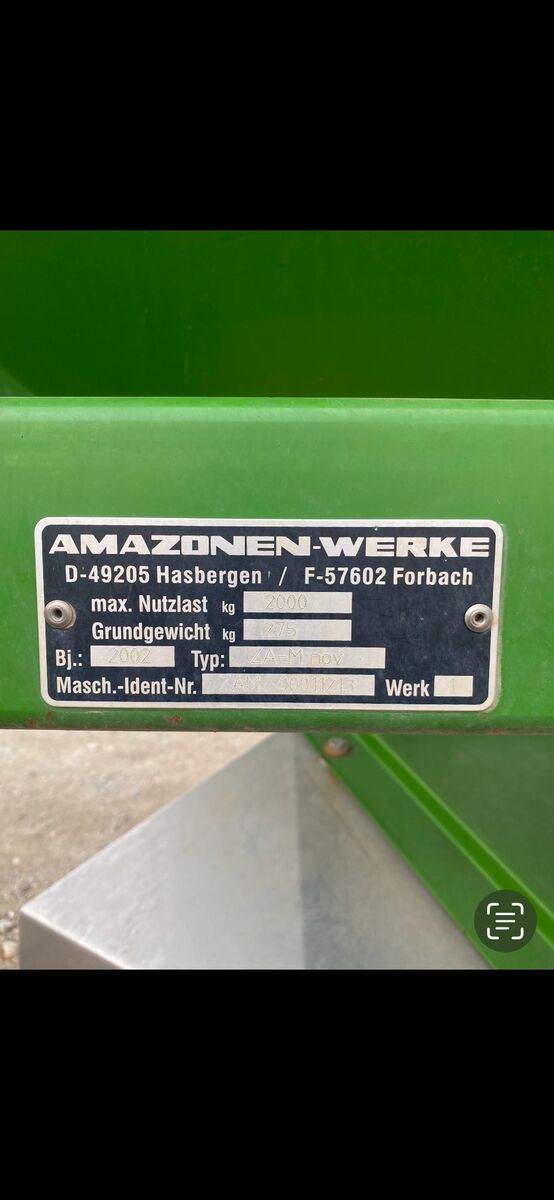 AMAZONEN-WERKE
D-49205 Hasbergen / F-57602 Forbach
max. Nutzlast kg 2000
Grundgewicht kg 275
Bj.: 2002 Typ: ZA-M nov
Masch.-Ident-Nr. Werk 1